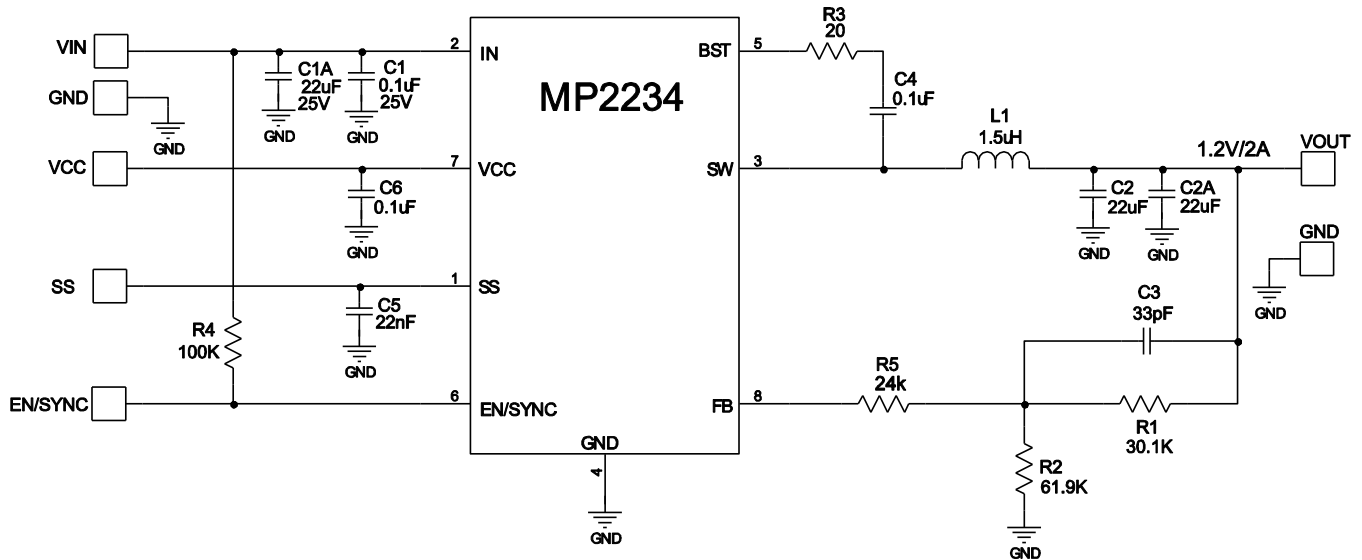 VIN
GND
GND
C1A
22uF
25V
GND
C1
0.1uF
25V
GND
VCC
C6
0.1uF
GND
SS
C5
22nF
GND
R4
100K
EN/SYNC
2
IN
7
VCC
1
SS
6
EN/SYNC
MP2234
GND
4
GND
BST
5
SW
3
FB
8
R3
20
C4
0.1uF
L1
1.5uH
1.2V/2A
VOUT
C2
22uF
GND
C2A
22uF
GND
GND
GND
C3
33pF
R5
24k
R1
30.1K
R2
61.9K
GND